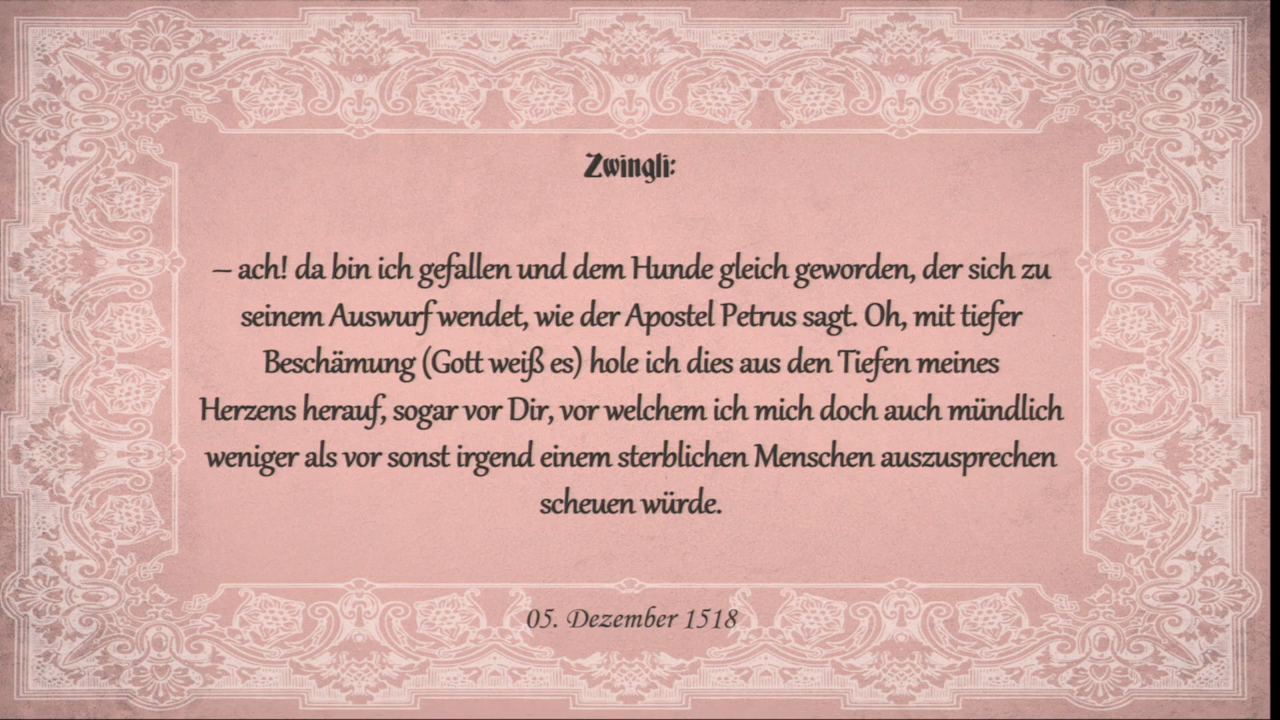 Zwingli:
– ach! da bin ich gefallen und dem Hunde gleich geworden, der sich zu
seinem Auswurf wendet, wie der Apostel Petrus sagt. Oh, mit tiefer
Beschämung (Gott weiß es) hole ich dies aus den Tiefen meines
Herzens herauf, sogar vor Dir, vor welchem ich mich doch auch mündlich
weniger als vor sonst irgend einem sterblichen Menschen auszusprechen
scheuen würde.
05. Dezember 1518